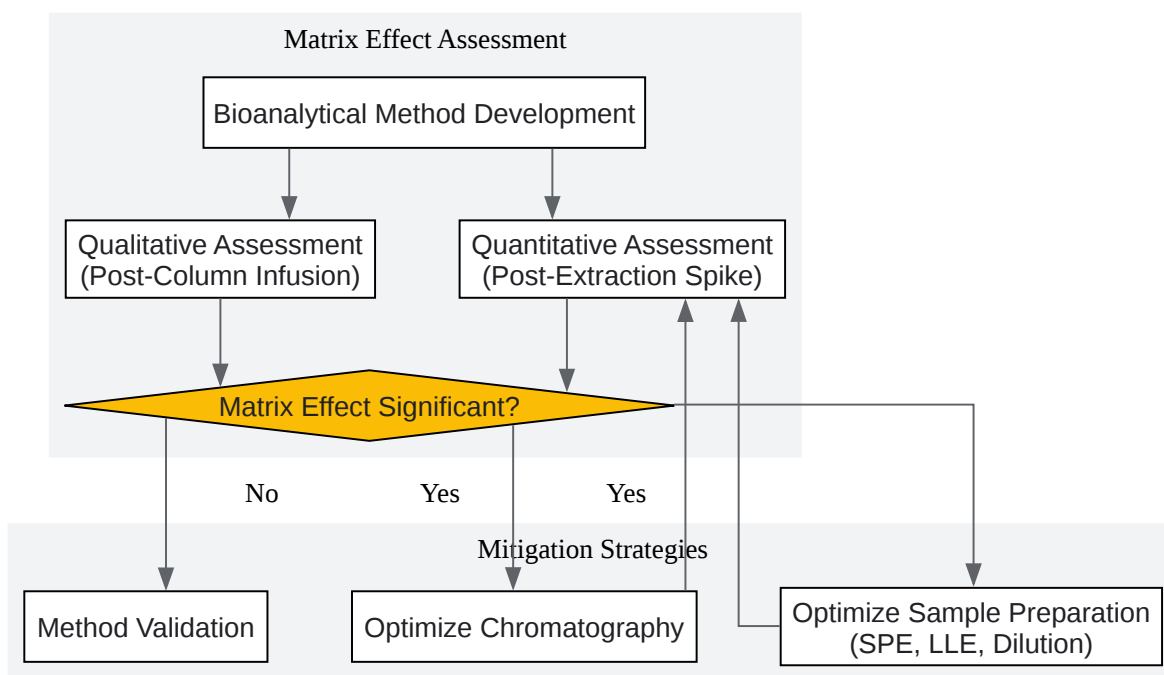 Matrix Effect Assessment
Bioanalytical Method Development
Qualitative Assessment
(Post-Column Infusion)
Quantitative Assessment
(Post-Extraction Spike)
Matrix Effect Significant?
No
Yes
Yes
Mitigation Strategies
Method Validation
Optimize Chromatography
Optimize Sample Preparation
(SPE, LLE, Dilution)